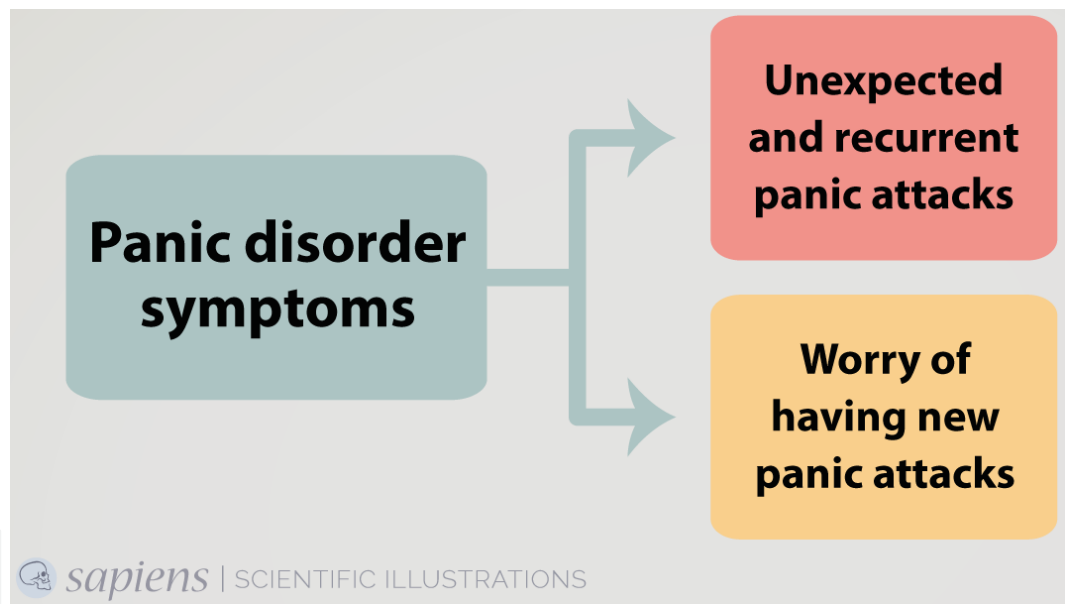 Panic disorder
symptoms
Unexpected
and recurrent
panic attacks
Worry of
having new
panic attacks
sapiens | SCIENTIFIC ILLUSTRATIONS